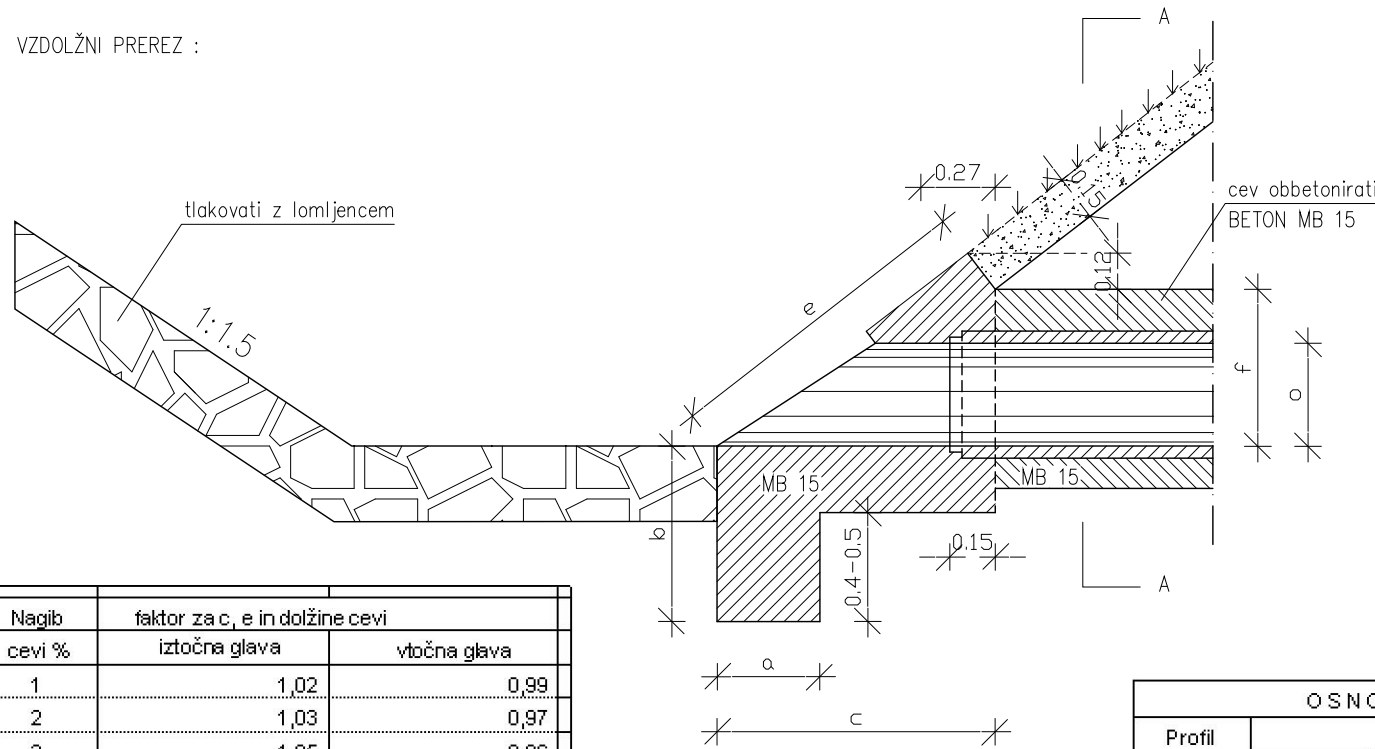 VZDOLŽNI PREREZ :
A
0.27
0.15
cev obbetonirati
BETON MB 15
tlakovati z lomljencem
0.12
e
1:1.5
f
o
MB 15
MB 15
b
0.4-0.5
0.15
A
a
c
Nagib faktor za c, e in dolžine cevi
cevi % iztočna glava vtočna glava
1 1,02 0,99
2 1,03 0,97
Profil